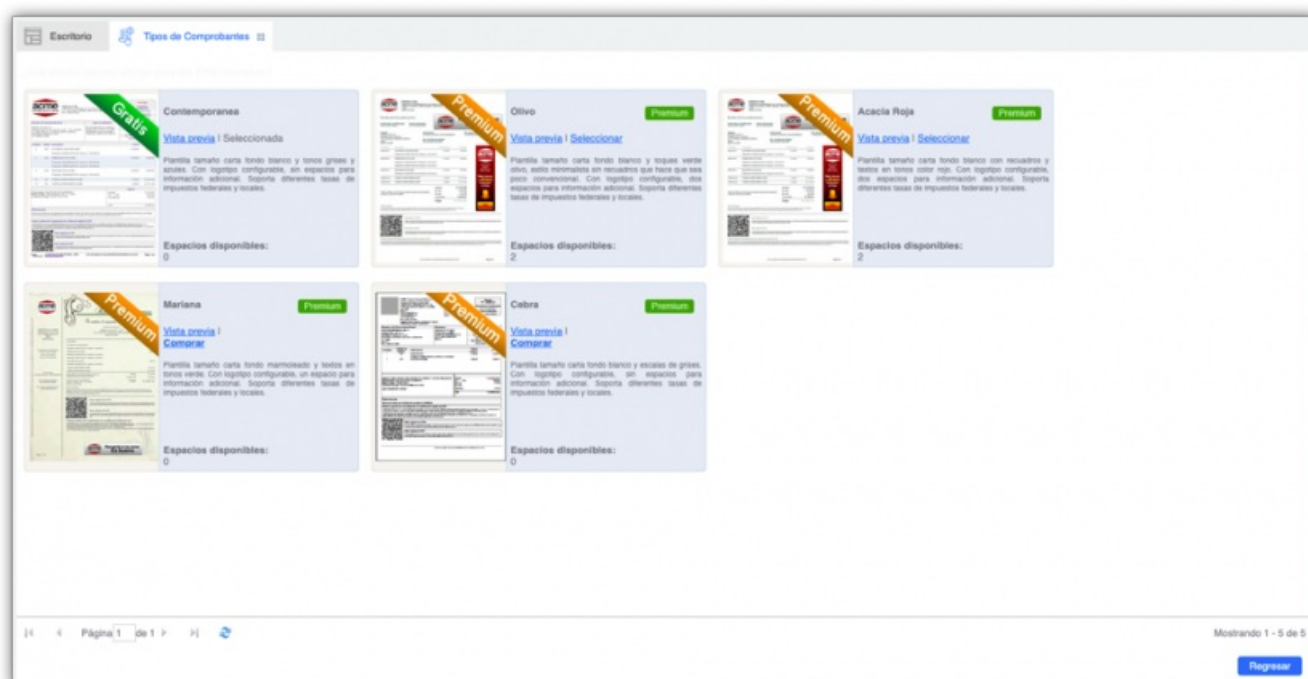 Escritorio
Tipos de Comprobantes
Gratis
Contemporanea
Vista previa | Seleccionada
Plantilla tamaño carta fondo blanco y tonos grises y
azules. Con logotipo configurable, sin espacios para
información adicional. Soporta diferentes tasas de
impuestos federales y locales.
Espacios disponibles:
0
Premium
Olivo
Premium
Vista previa | Seleccionar
Plantilla tamaño carta fondo blanco y toques verde
olivo, estilo minimalista sin recuadros que hace que sea
poco convencional. Con logotipo configurable, dos
espacios para información adicional. Soporta diferentes
tasas de impuestos federales y locales.
Espacios disponibles:
2
Premium
Acacia Roja
Premium
Vista previa | Seleccionar
Plantilla tamaño carta fondo blanco con recuadros y
textos en tonos color rojo. Con logotipo configurable,
dos espacios para información adicional. Soporta
diferentes tasas de impuestos federales y locales.
Espacios disponibles:
2
Premium
Mariana
Premium
Vista previa |
Comprar
Plantilla tamaño carta fondo marmoleado y textos en
tonos verde. Con logotipo configurable, un espacio para
información adicional. Soporta diferentes tasas de
impuestos federales y locales.
Espacios disponibles:
0
Premium
Cebra
Premium
Vista previa |
Comprar
Plantilla tamaño carta fondo blanco y escalas de grises.
Con logotipo configurable, sin espacios para
información adicional. Soporta diferentes tasas de
impuestos federales y locales.
Espacios disponibles:
0
Página 1 de 1
Mostrando 1 - 5 de 5
Regresar